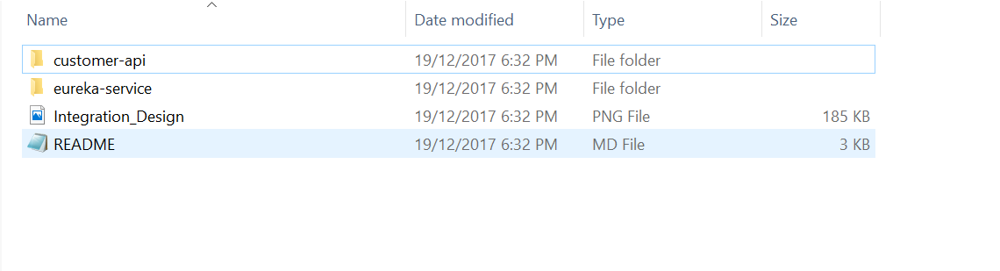 Name Date modified Type Size
customer-api 19/12/2017 6:32 PM File folder
eureka-service 19/12/2017 6:32 PM File folder
Integration_Design 19/12/2017 6:32 PM PNG File 185 KB
README 19/12/2017 6:32 PM MD File 3 KB